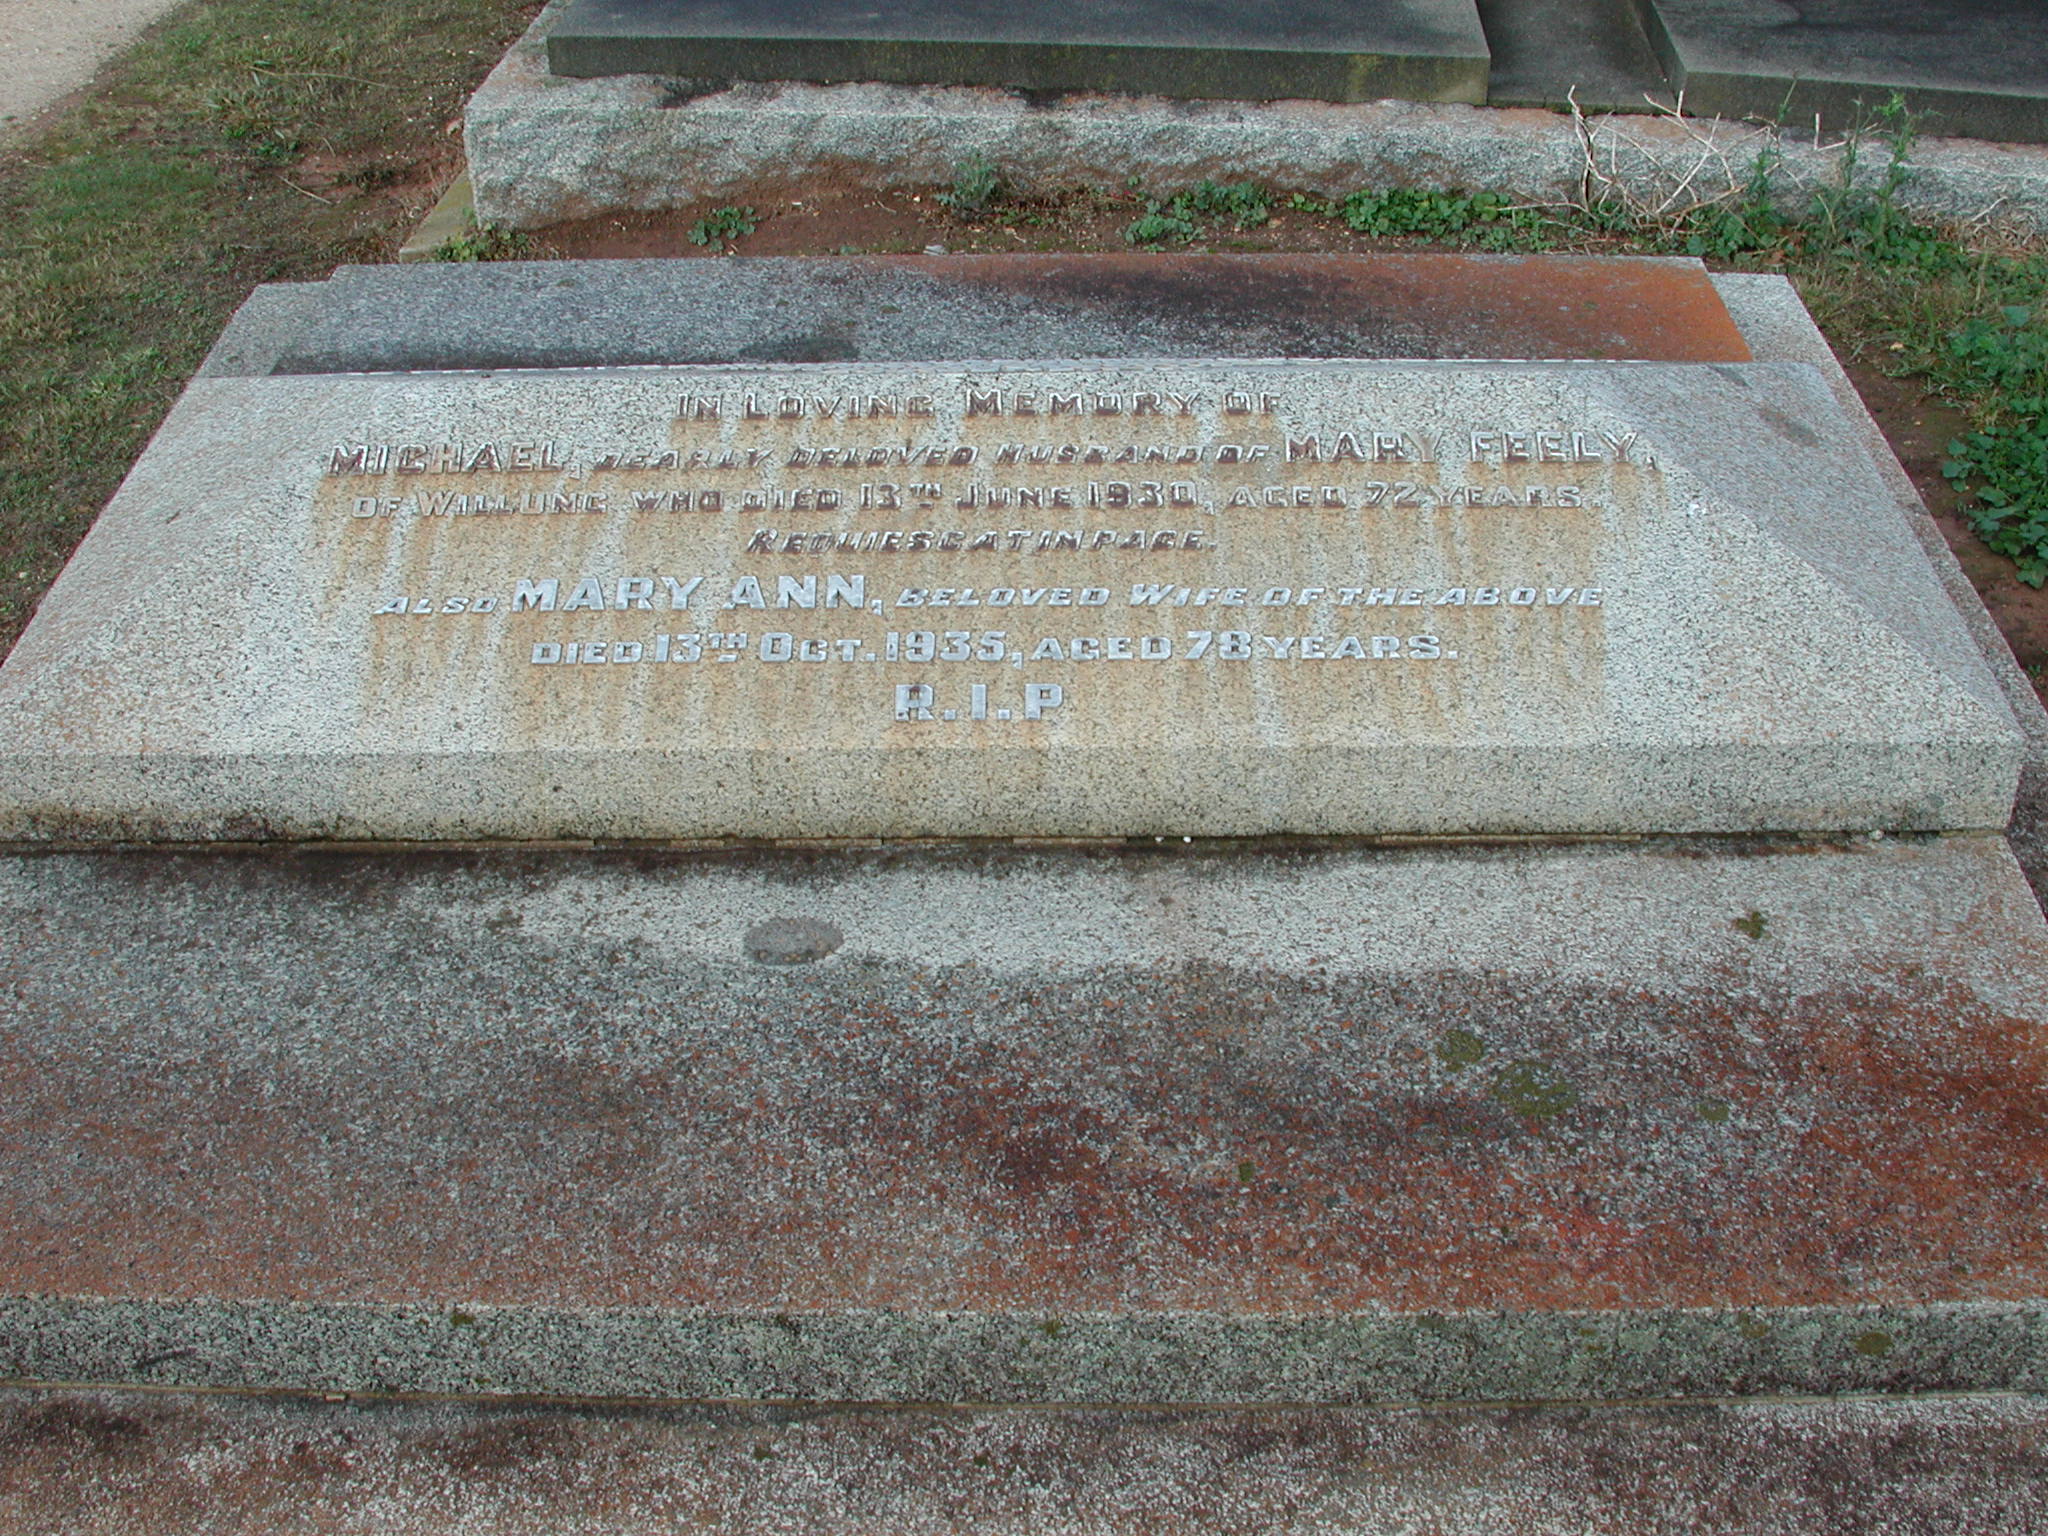 IN LOVING MEMORY OF
MICHAEL, DEARLY BELOVED HUSBAND OF MARY FEELY,
OF WILLUNG WHO DIED 13TH JUNE 1930, AGED 72 YEARS.
REQUIESCAT IN PACE.
ALSO MARY ANN, BELOVED WIFE OF THE ABOVE
DIED 13TH OCT. 1935, AGED 78 YEARS.
R.I.P